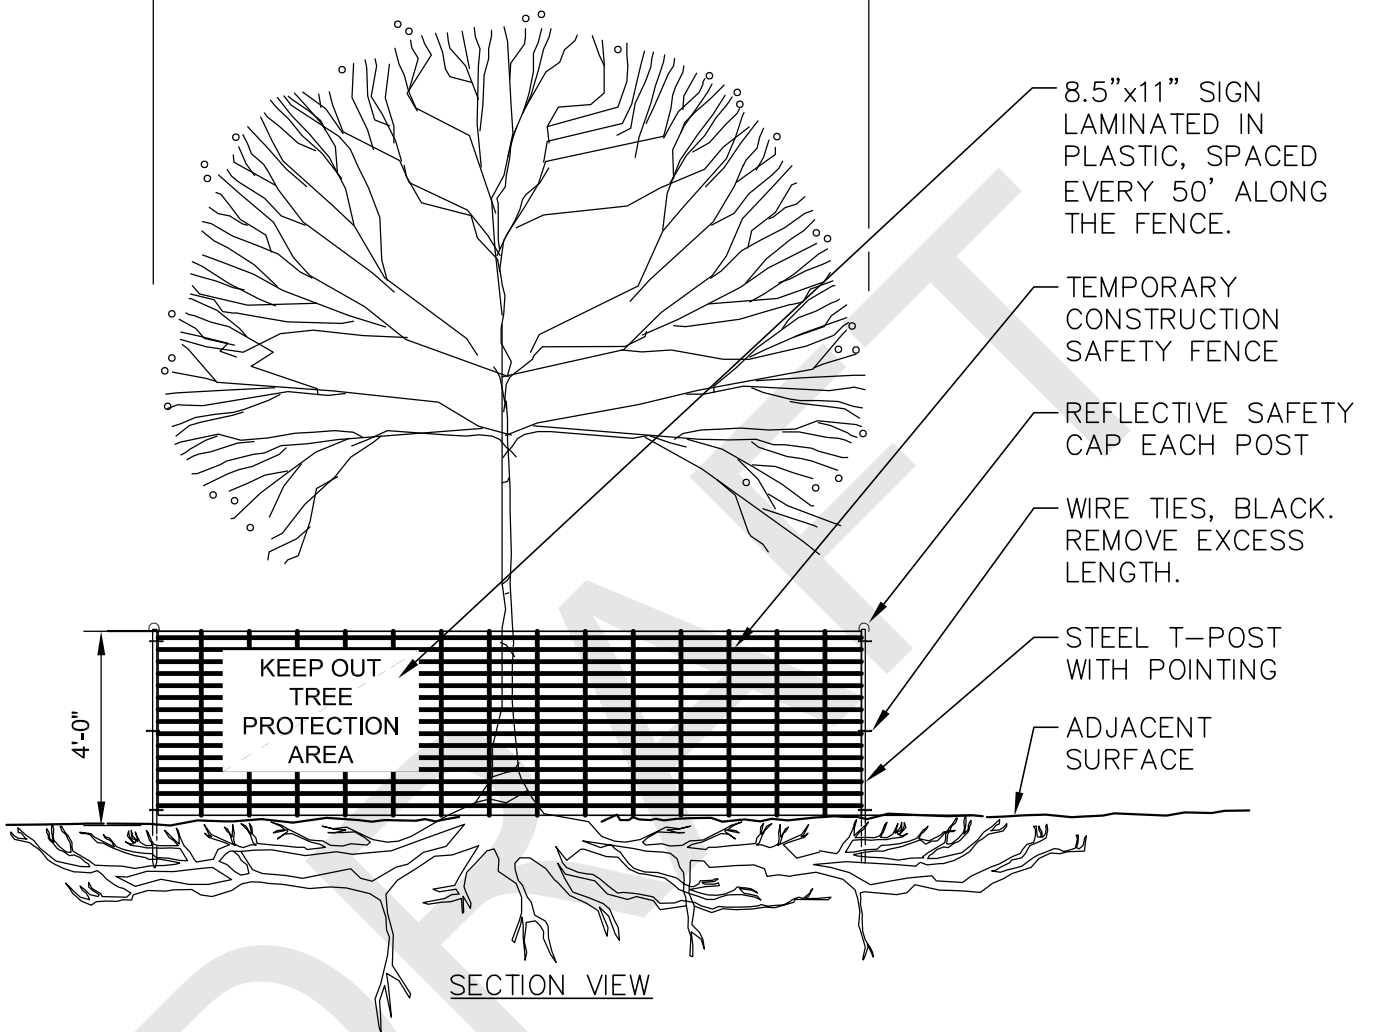 8.5”x11” SIGN
LAMINATED IN
PLASTIC, SPACED
EVERY 50’ ALONG
THE FENCE.
TEMPORARY
CONSTRUCTION
SAFETY FENCE
REFLECTIVE SAFETY
CAP EACH POST
WIRE TIES, BLACK.
REMOVE EXCESS
LENGTH.
STEEL T-POST
WITH POINTING
ADJACENT
SURFACE
KEEP OUT
TREE
PROTECTION
AREA
4'-0"
SECTION VIEW
DRAFT